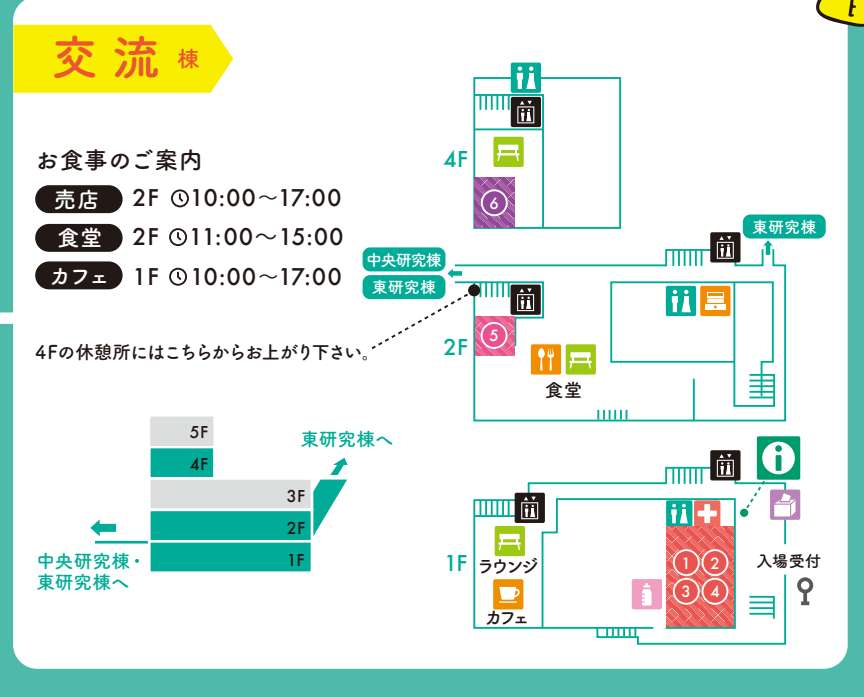 交流棟
お食事のご案内
売店 2F 10:00〜17:00
食堂 2F 11:00〜15:00
カフェ 1F 10:00〜17:00
4Fの休憩所にはこちらからお上がり下さい。
4F
6
東研究棟
中央研究棟
東研究棟
5
2F
食堂
5F
4F
3F
2F
1F
東研究棟へ
中央研究棟・
東研究棟へ
1F
ラウンジ
カフェ
1 2
3 4
i
入場受付